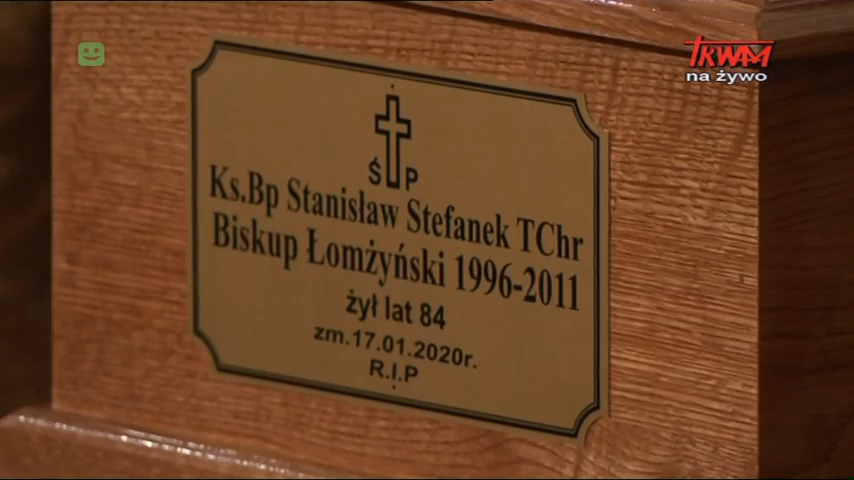 TRWAM
na żywo
Ś P
Ks.Bp Stanisław Stefanek TChr
Biskup Łomżyński 1996-2011
żył lat 84
zm.17.01.2020r.
R.I.P